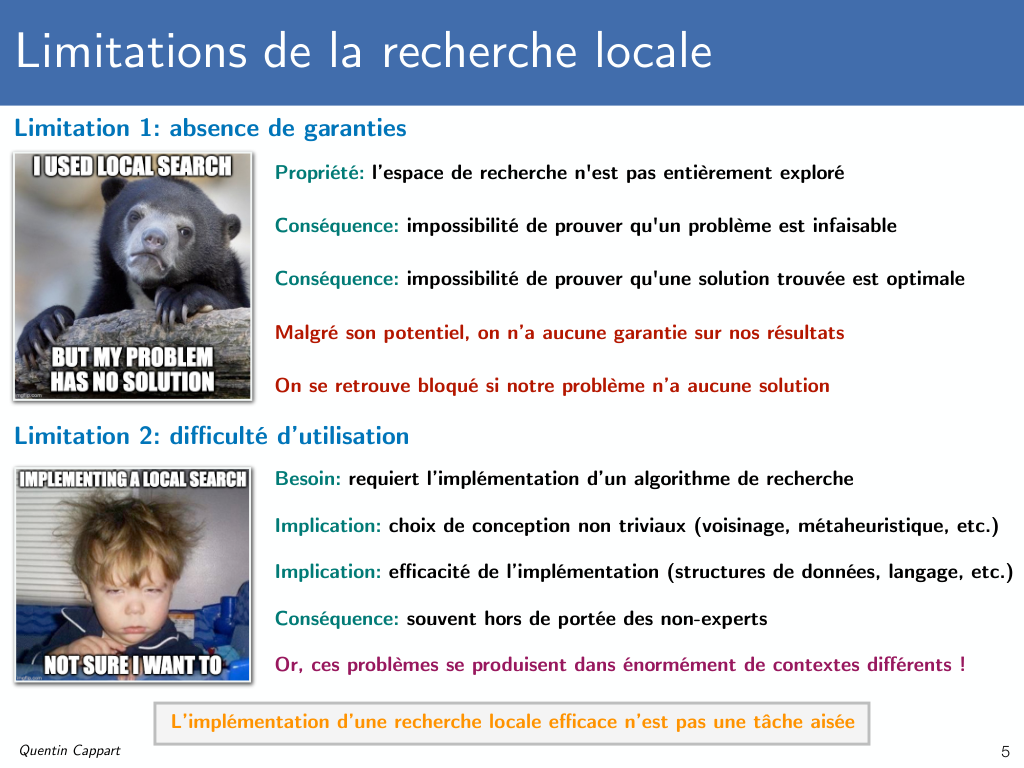 Limitations de la recherche locale
Limitation 1: absence de garanties
I USED LOCAL SEARCH
BUT MY PROBLEM
HAS NO SOLUTION
imgflip.com
Propriété: l'espace de recherche n'est pas entièrement exploré
Conséquence: impossibilité de prouver qu'un problème est infaisable
Conséquence: impossibilité de prouver qu'une solution trouvée est optimale
Malgré son potentiel, on n'a aucune garantie sur nos résultats
On se retrouve bloqué si notre problème n'a aucune solution
Limitation 2: difficulté d'utilisation
IMPLEMENTING A LOCAL SEARCH
NOT SURE I WANT TO
imgflip.com
Besoin: requiert l'implémentation d'un algorithme de recherche
Implication: choix de conception non triviaux (voisinage, métaheuristique, etc.)
Implication: efficacité de l'implémentation (structures de données, langage, etc.)
Conséquence: souvent hors de portée des non-experts
Or, ces problèmes se produisent dans énormément de contextes différents !
L'implémentation d'une recherche locale efficace n'est pas une tâche aisée
Quentin Cappart
5